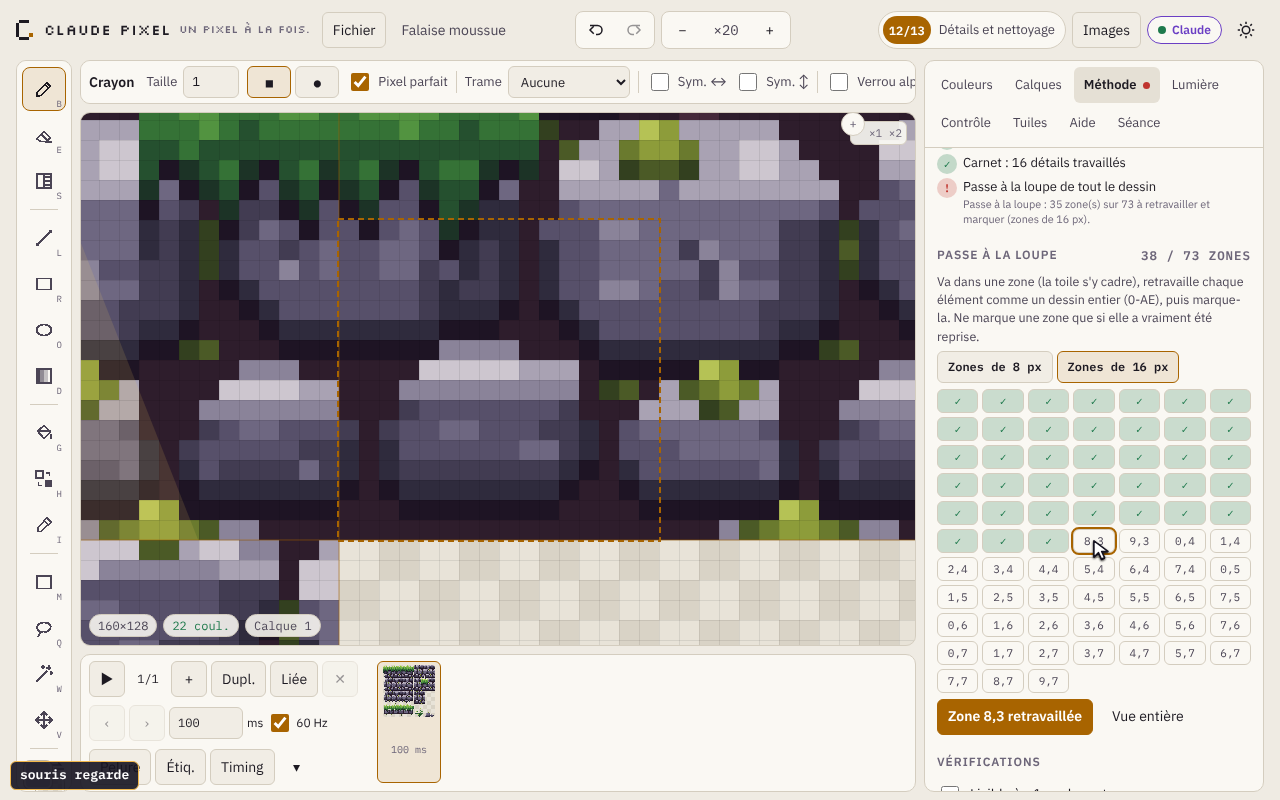 CLAUDE PIXEL UN PIXEL À LA FOIS. Fichier Falaise moussue − ×20 + 12/13 Détails et nettoyage Images Claude
Crayon Taille 1 Pixel parfait Trame Aucune Sym. ↔ Sym. ↕ Verrou alp
Couleurs Calques Méthode Lumière
Contrôle Tuiles Aide Séance
B
E
S
L
R
O
D
G
H
I
M
Q
W
V
+ ×1 ×2
✓ Carnet : 16 détails travaillés
! Passe à la loupe de tout le dessin
Passe à la loupe : 35 zone(s) sur 73 à retravailler et
marquer (zones de 16 px).
PASSE À LA LOUPE 38 / 73 ZONES
Va dans une zone (la toile s'y cadre), retravaille chaque
élément comme un dessin entier (0-AE), puis marque-
la. Ne marque une zone que si elle a vraiment été
reprise.
Zones de 8 px Zones de 16 px
✓ ✓ ✓ ✓ ✓ ✓ ✓
✓ ✓ ✓ ✓ ✓ ✓ ✓
✓ ✓ ✓ ✓ ✓ ✓ ✓
✓ ✓ ✓ ✓ ✓ ✓ ✓
✓ ✓ ✓ ✓ ✓ ✓ ✓
✓ ✓ ✓ 8,3 9,3 0,4 1,4
2,4 3,4 4,4 5,4 6,4 7,4 0,5
1,5 2,5 3,5 4,5 5,5 6,5 7,5
0,6 1,6 2,6 3,6 4,6 5,6 7,6
0,7 1,7 2,7 3,7 4,7 5,7 6,7
7,7 8,7 9,7
Zone 8,3 retravaillée Vue entière
VÉRIFICATIONS
160×128 22 coul. Calque 1
1/1 + Dupl. Liée ×
‹ › 100 ms 60 Hz
100 ms
Étiq. Timing ▼
souris regarde